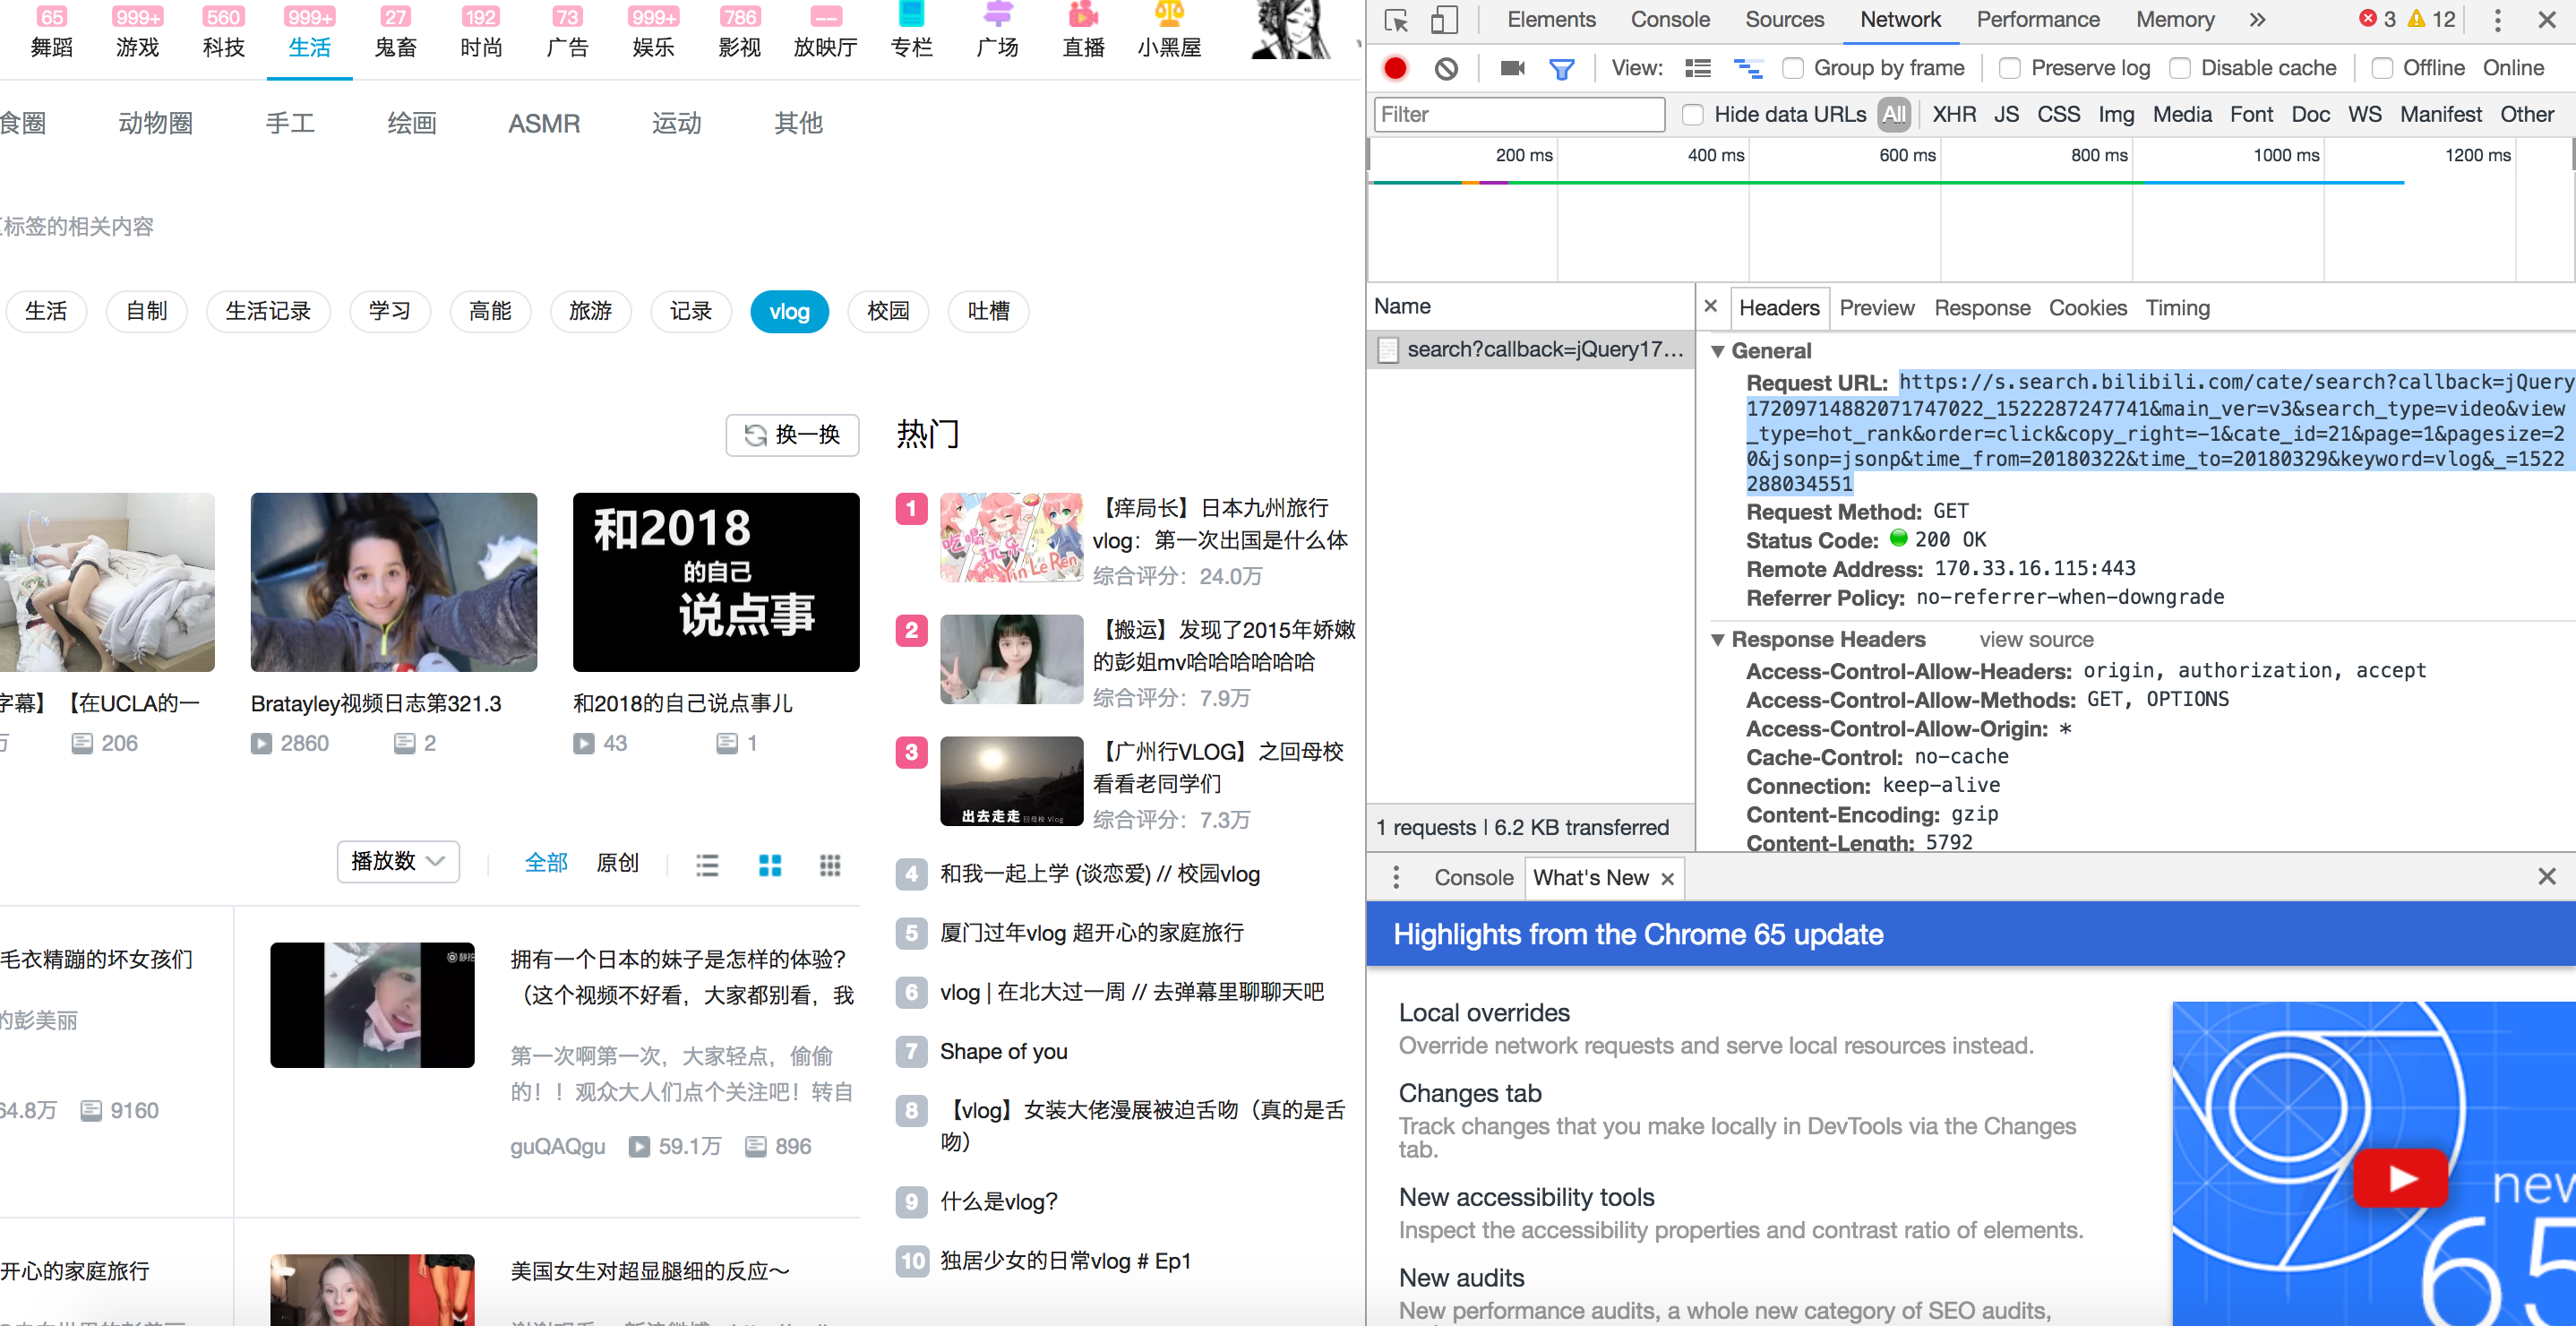 65 999+ 560 999+ 27 192 73 999+ 786 --
舞蹈 游戏 科技 生活 鬼畜 时尚 广告 娱乐 影视 放映厅 专栏 广场 直播 小黑屋
食圈 动物圈 手工 绘画 ASMR 运动 其他
标签的相关内容
生活 自制 生活记录 学习 高能 旅游 记录 vlog 校园 吐槽
换一换
和2018
的自己
说点事
字幕】【在UCLA的一
万 206
Bratayley视频日志第321.3
2860 2
和2018的自己说点事儿
43 1
播放数 全部 原创
毛衣精蹦的坏女孩们
的彭美丽
64.8万 9160
拥有一个日本的妹子是怎样的体验?
（这个视频不好看，大家都别看，我
第一次啊第一次，大家轻点，偷偷
的！！观众大人们点个关注吧！转自
guQAQgu 59.1万 896
开心的家庭旅行
美国女生对超显腿细的反应～
热门
1
吃喝玩乐
in Le Ren
【痒局长】日本九州旅行
vlog：第一次出国是什么体
综合评分：24.0万
2
【搬运】发现了2015年娇嫩
的彭姐mv哈哈哈哈哈哈
综合评分：7.9万
3
出去走走 回母校 Vlog
【广州行VLOG】之回母校
看看老同学们
综合评分：7.3万
4 和我一起上学 (谈恋爱) // 校园vlog
5 厦门过年vlog 超开心的家庭旅行
6 vlog | 在北大过一周 // 去弹幕里聊聊天吧
7 Shape of you
8 【vlog】女装大佬漫展被迫舌吻（真的是舌
吻）
9 什么是vlog?
10 独居少女的日常vlog # Ep1
Elements Console Sources Network Performance Memory » 3 12
View: Group by frame Preserve log Disable cache Offline Online
Filter Hide data URLs All XHR JS CSS Img Media Font Doc WS Manifest Other
200 ms 400 ms 600 ms 800 ms 1000 ms 1200 ms
Name
search?callback=jQuery17…
1 requests | 6.2 KB transferred
Headers Preview Response Cookies Timing
General
Request URL: https://s.search.bilibili.com/cate/search?callback=jQuery
17209714882071747022_1522287247741&main_ver=v3&search_type=video&view
_type=hot_rank&order=click&copy_right=-1&cate_id=21&page=1&pagesize=2
0&jsonp=jsonp&time_from=20180322&time_to=20180329&keyword=vlog&_=1522
288034551
Request Method: GET
Status Code: 200 OK
Remote Address: 170.33.16.115:443
Referrer Policy: no-referrer-when-downgrade
Response Headers view source
Access-Control-Allow-Headers: origin, authorization, accept
Access-Control-Allow-Methods: GET, OPTIONS
Access-Control-Allow-Origin: *
Cache-Control: no-cache
Connection: keep-alive
Content-Encoding: gzip
Content-Length: 5792
Console What's New
Highlights from the Chrome 65 update
Local overrides
Override network requests and serve local resources instead.
Changes tab
Track changes that you make locally in DevTools via the Changes
tab.
New accessibility tools
Inspect the accessibility properties and contrast ratio of elements.
New audits
New performance audits, a whole new category of SEO audits,
new
65